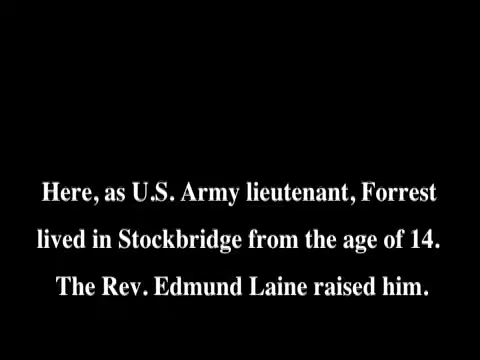 Here, as U.S. Army lieutenant, Forrest
lived in Stockbridge from the age of 14.
The Rev. Edmund Laine raised him.